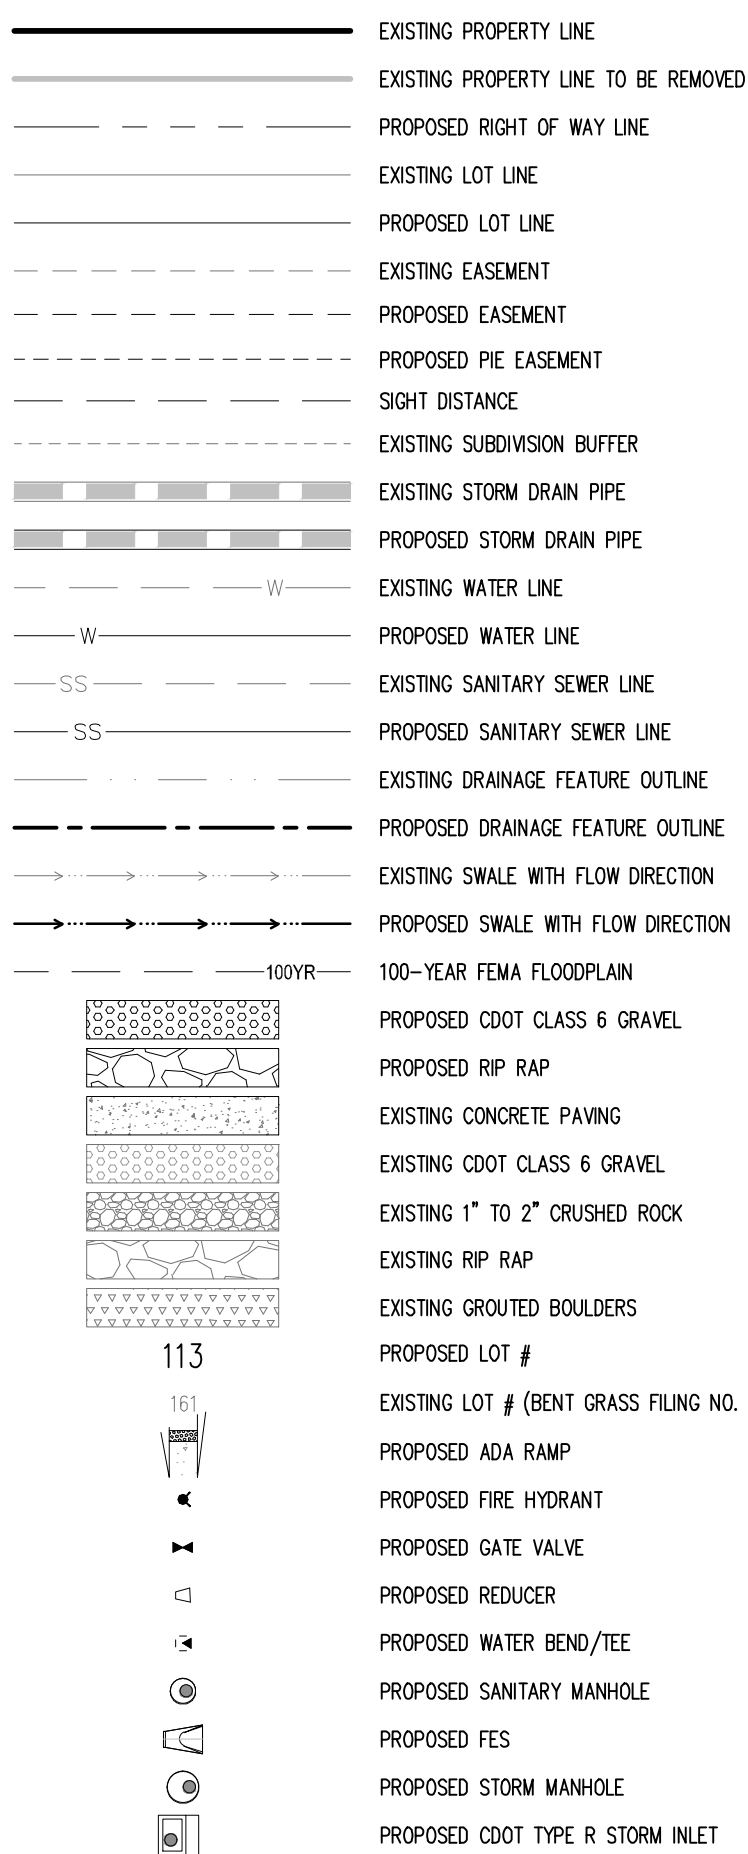 EXISTING PROPERTY LINE
EXISTING PROPERTY LINE TO BE REMOVED
PROPOSED RIGHT OF WAY LINE
EXISTING LOT LINE
PROPOSED LOT LINE
EXISTING EASEMENT
PROPOSED EASEMENT
PROPOSED PIE EASEMENT
SIGHT DISTANCE
EXISTING SUBDIVISION BUFFER
EXISTING STORM DRAIN PIPE
PROPOSED STORM DRAIN PIPE
W EXISTING WATER LINE
W PROPOSED WATER LINE
SS EXISTING SANITARY SEWER LINE
SS PROPOSED SANITARY SEWER LINE
EXISTING DRAINAGE FEATURE OUTLINE
PROPOSED DRAINAGE FEATURE OUTLINE
EXISTING SWALE WITH FLOW DIRECTION
PROPOSED SWALE WITH FLOW DIRECTION
100YR 100-YEAR FEMA FLOODPLAIN
PROPOSED CDOT CLASS 6 GRAVEL
PROPOSED RIP RAP
EXISTING CONCRETE PAVING
EXISTING CDOT CLASS 6 GRAVEL
EXISTING 1" TO 2" CRUSHED ROCK
EXISTING RIP RAP
EXISTING GROUTED BOULDERS
113 PROPOSED LOT #
161 EXISTING LOT # (BENT GRASS FILING NO.
PROPOSED ADA RAMP
PROPOSED FIRE HYDRANT
PROPOSED GATE VALVE
PROPOSED REDUCER
PROPOSED WATER BEND/TEE
PROPOSED SANITARY MANHOLE
PROPOSED FES
PROPOSED STORM MANHOLE
PROPOSED CDOT TYPE R STORM INLET